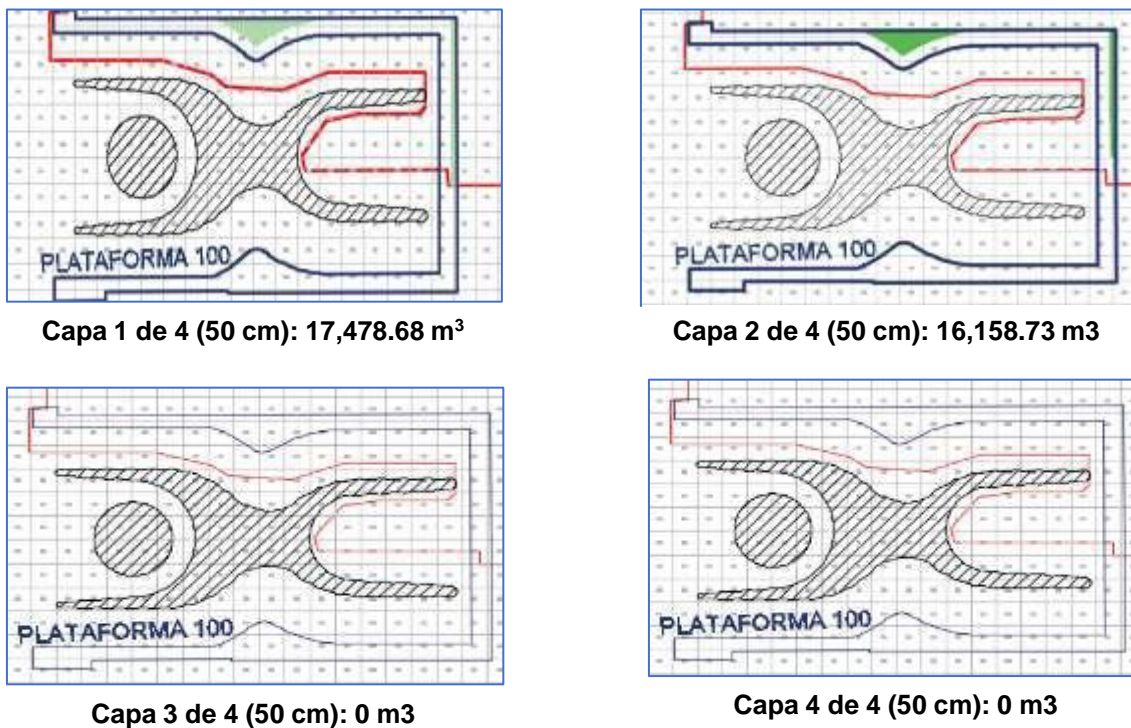 PLATAFORMA 100
PLATAFORMA 100
Capa 1 de 4 (50 cm): 17,478.68 m³
Capa 2 de 4 (50 cm): 16,158.73 m3
PLATAFORMA 100
PLATAFORMA 100
Capa 3 de 4 (50 cm): 0 m3
Capa 4 de 4 (50 cm): 0 m3